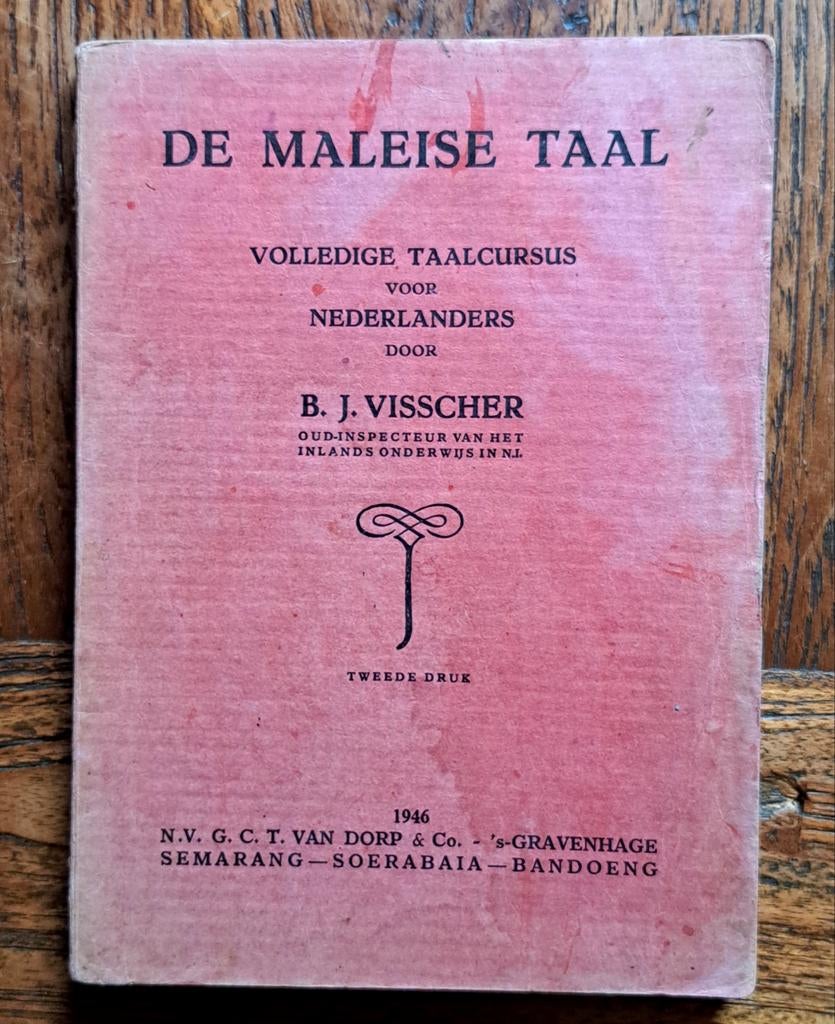 DE MALEISE TAAL
VOLLEDIGE TAALCURSUS
VOOR
NEDERLANDERS
DOOR
B. J. VISSCHER
OUD-INSPECTEUR VAN HET
INLANDS ONDERWIJS IN N.I.
TWEEDE DRUK
1946
N.V. G. C. T. VAN DORP & Co. - 's-GRAVENHAGE
SEMARANG — SOERABAIA — BANDOENG